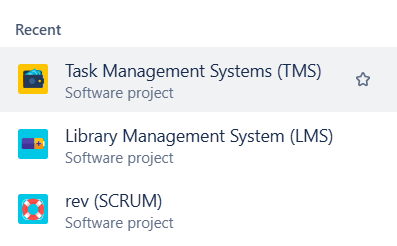 Recent
Task Management Systems (TMS)
Software project
Library Management System (LMS)
Software project
rev (SCRUM)
Software project